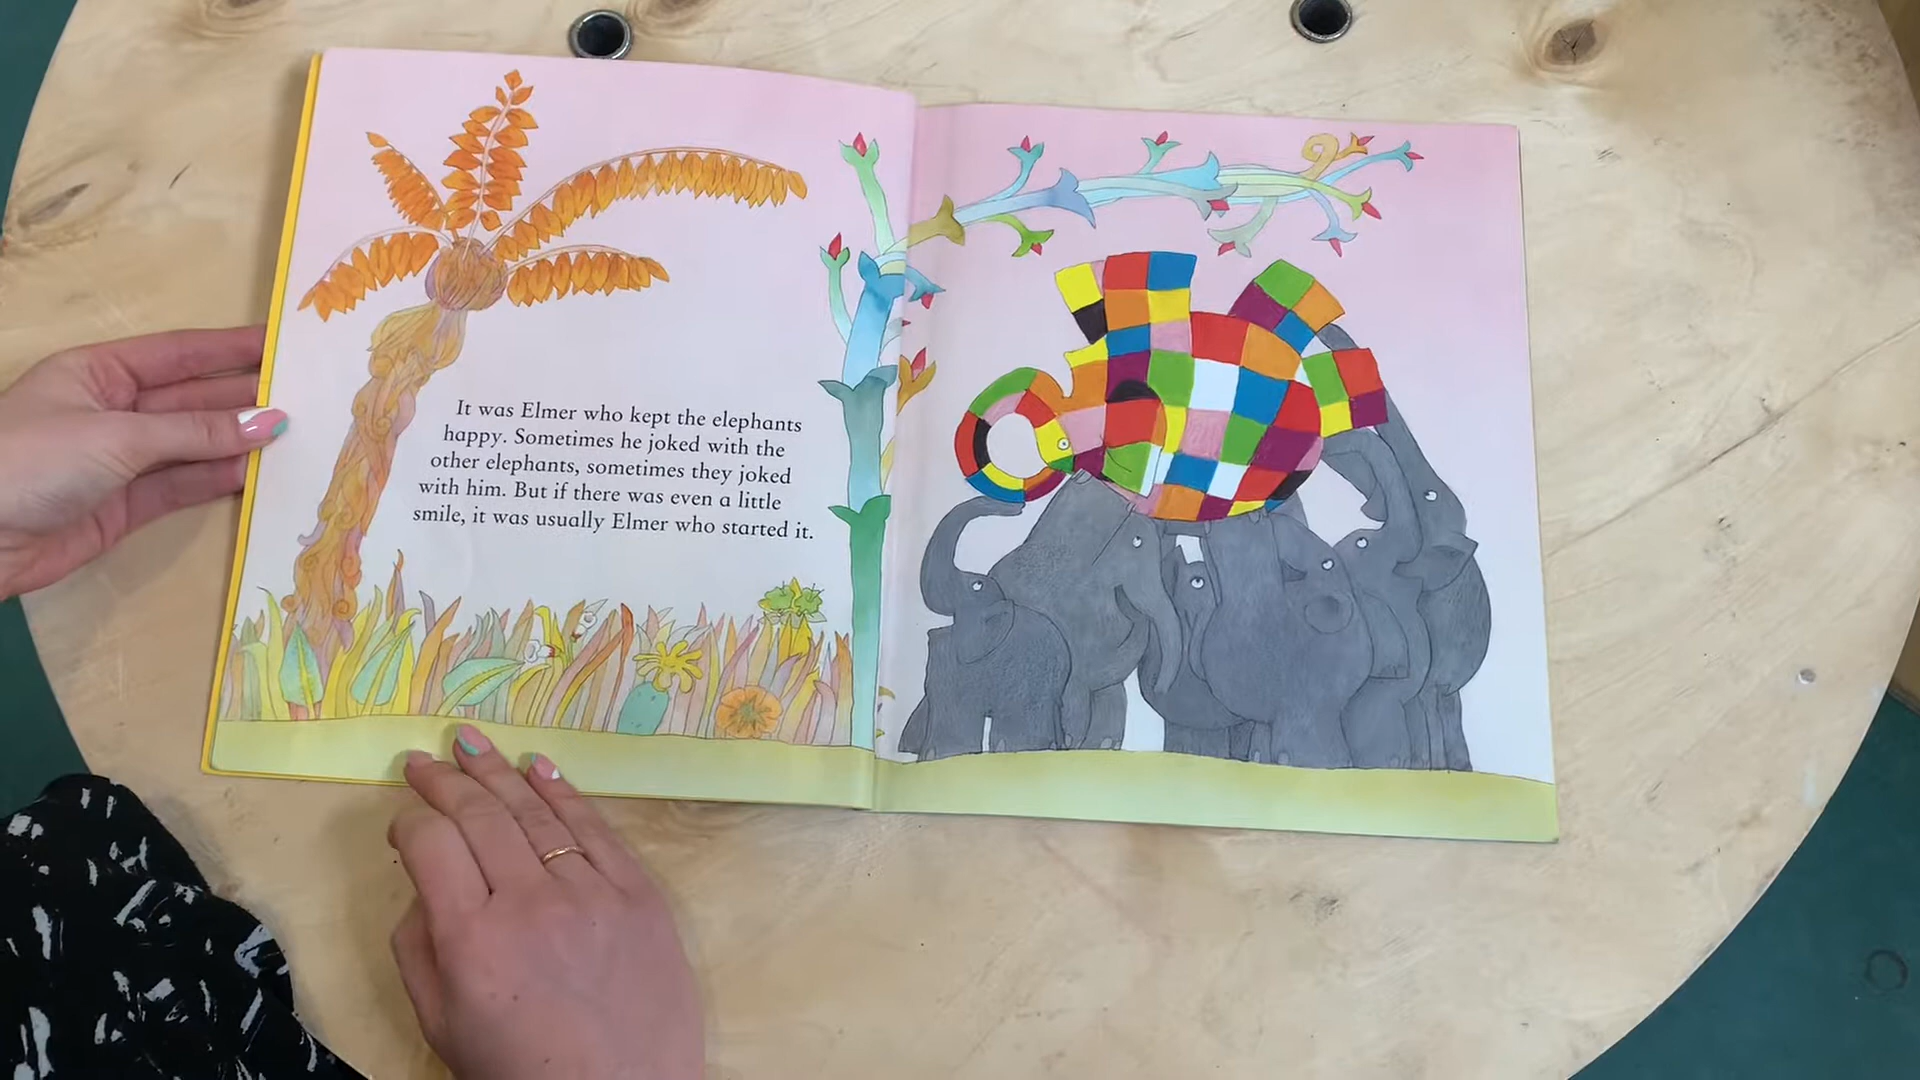 It was Elmer who kept the elephants
happy. Sometimes he joked with the
other elephants, sometimes they joked
with him. But if there was even a little
smile, it was usually Elmer who started it.